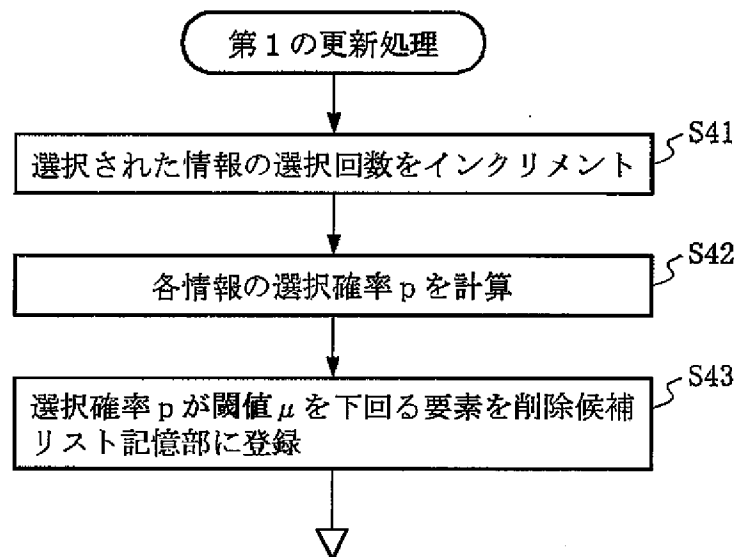 第１の更新処理
S41
選択された情報の選択回数をインクリメント
S42
各情報の選択確率ｐを計算
S43
選択確率ｐが閾値μを下回る要素を削除候補
リスト記憶部に登録